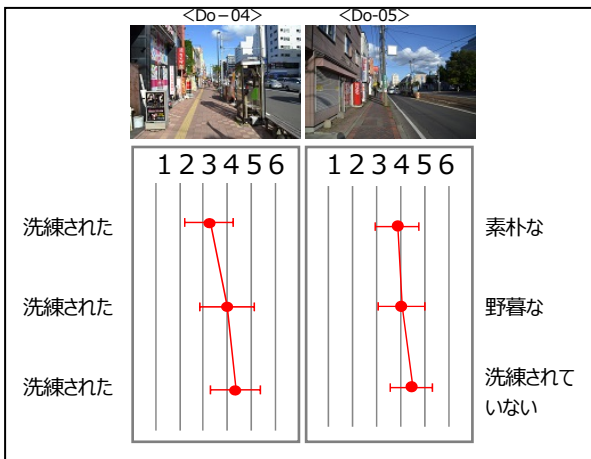 <Do－04> <Do-05>
1 2 3 4 5 6 1 2 3 4 5 6
洗練された 素朴な
洗練された 野暮な
洗練された 洗練されて
いない